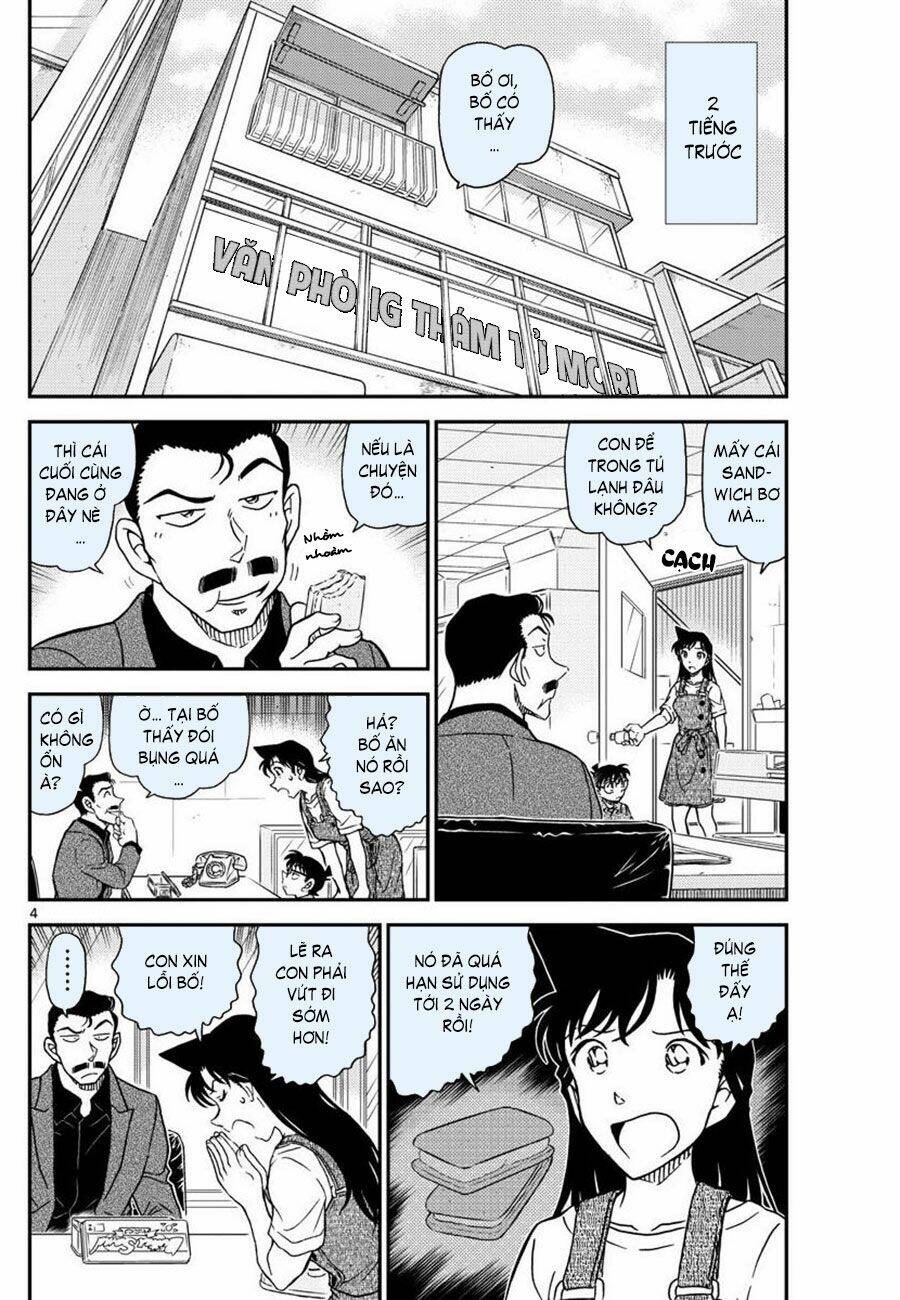 2
TIẾNG
TRƯỚC
BỐ ƠI,
BỐ CÓ
THẤY
...
VĂN PHÒNG THÁM TỬ MORI
MẤY CÁI
SAND-
WICH BƠ
MÀ...
CON ĐỂ
TRONG TỦ
LẠNH ĐÂU
KHÔNG?
CẠCH
NẾU LÀ
CHUYỆN
ĐÓ...
Nhồm
nhoàm
THÌ CÁI
CUỐI CÙNG
ĐANG Ở
ĐÂY NÈ
...
HẢ?
BỐ ĂN
NÓ RỒI
SAO?
Ờ... TẠI BỐ
THẤY ĐÓI
BỤNG QUÁ
...
CÓ GÌ
KHÔNG
ỔN
À?
4
ĐÚNG
THẾ
ĐẤY
Ạ!
NÓ ĐÃ QUÁ
HẠN SỬ DỤNG
TỚI 2 NGÀY
RỒI!
LẼ RA
CON PHẢI
VỨT ĐI
SỚM
HƠN!
CON XIN
LỖI BỐ!
......